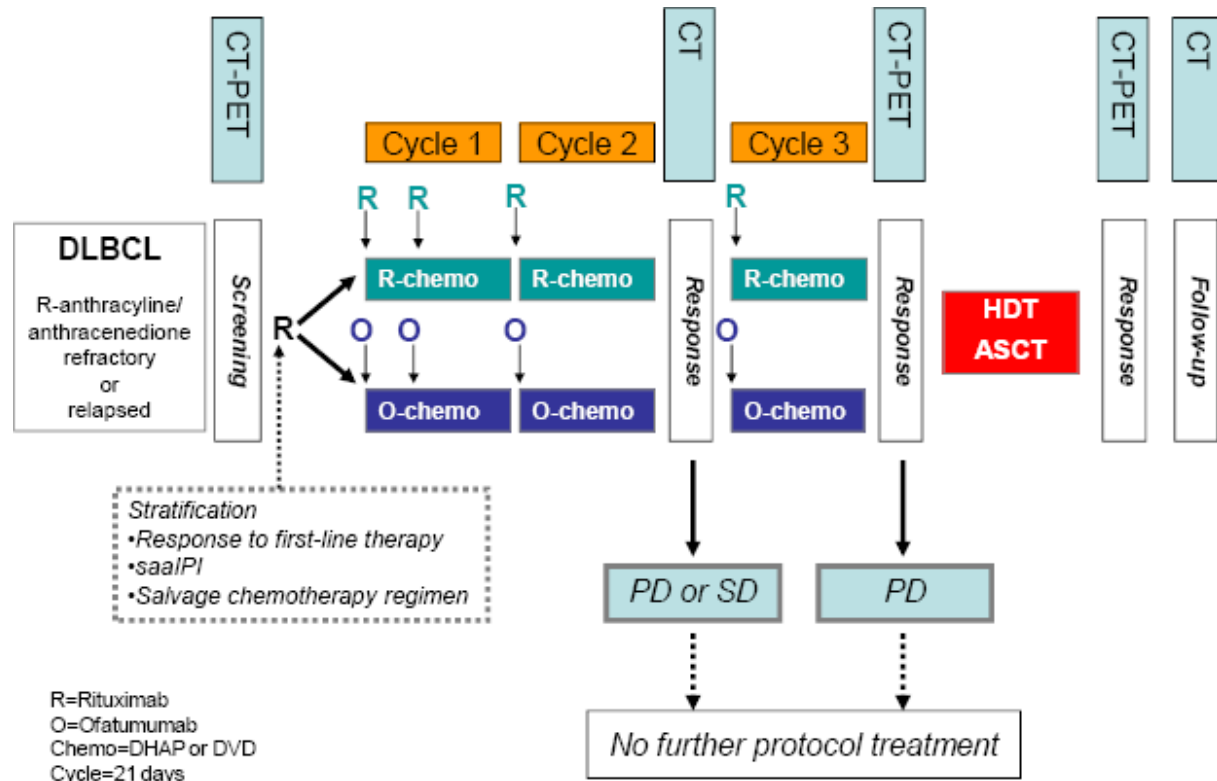 CT-PET
CT
CT-PET
CT-PET
CT
Cycle 1
Cycle 2
Cycle 3
R
R
R
R
DLBCL
R-anthracyline/
anthracenedione
refractory
or
relapsed
Screening
R
R-chemo
R-chemo
Response
R-chemo
Response
HDT
ASCT
Response
Follow-up
O
O
O
O
O-chemo
O-chemo
O-chemo
Stratification
•Response to first-line therapy
•saaIPI
•Salvage chemotherapy regimen
PD or SD
PD
R=Rituximab
O=Ofatumumab
Chemo=DHAP or DVD
Cycle=21 days
No further protocol treatment